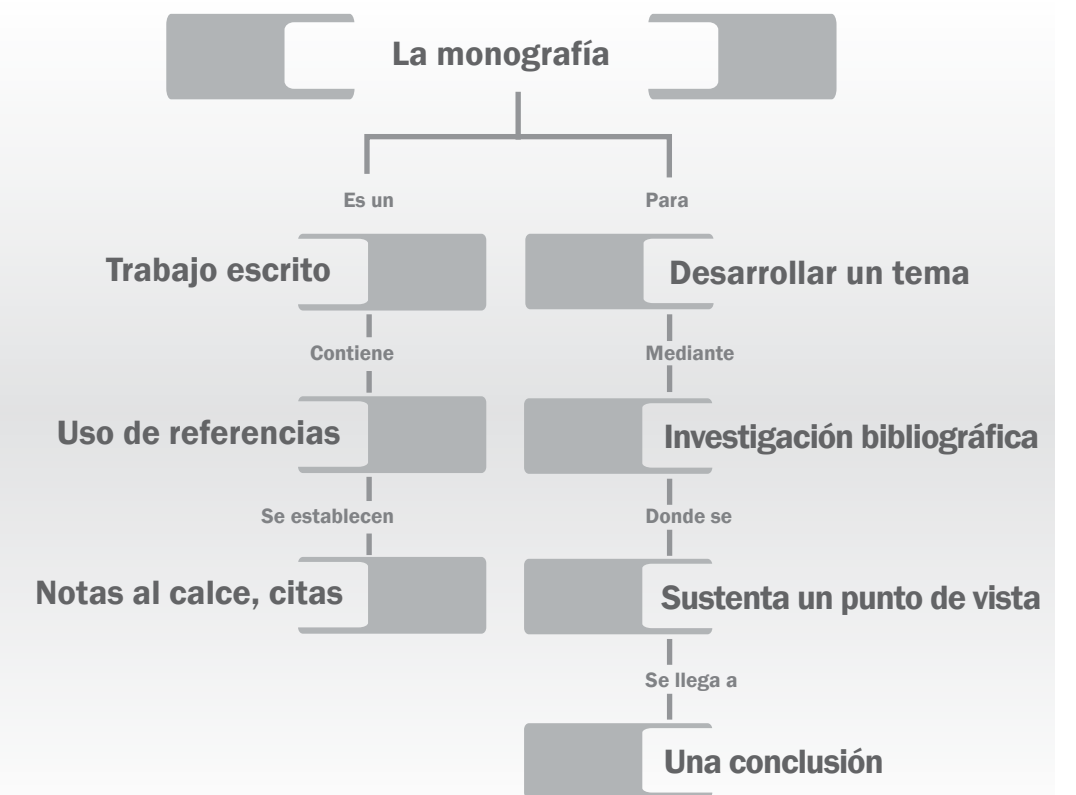 La monografía
Es un
Trabajo escrito
Contiene
Uso de referencias
Se establecen
Notas al calce, citas
Para
Desarrollar un tema
Mediante
Investigación bibliográfica
Donde se
Sustenta un punto de vista
Se llega a
Una conclusión